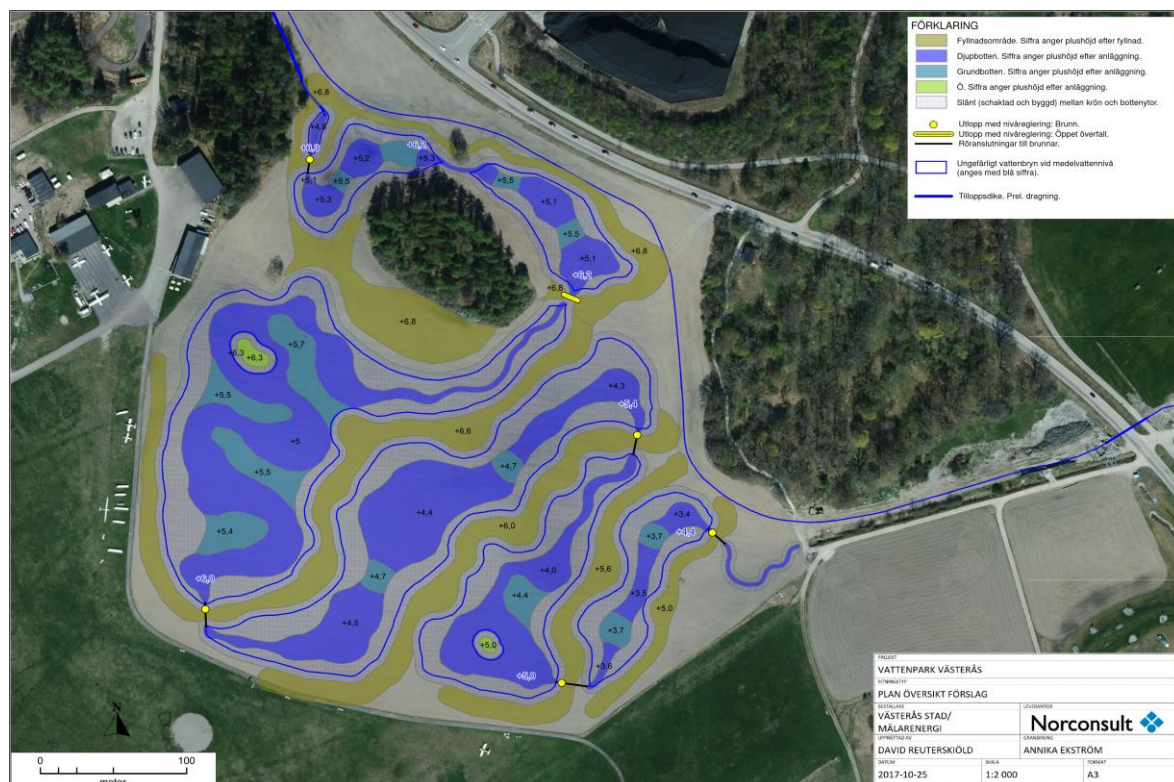 FÖRKLARING
Fyllnadsområde. Siffra anger plushöjd efter fyllnad.
Djupbotten. Siffra anger plushöjd efter anläggning.
Grundbotten. Siffra anger plushöjd efter anläggning.
Ö. Siffra anger plushöjd efter anläggning.
Slänt (schaktad och byggd) mellan krön och bottenytor.
Utlopp med nivåreglering: Brunn.
Utlopp med nivåreglering: Öppet överfall.
Röranslutningar till brunnar.
Ungefärligt vattenbryn vid medelvattennivå
(anges med blå siffra).
Tilloppsdike. Prel. dragning.
+6,8
+6,3
+6,2
+5,2
+5,3
+5,1
+5,5
+5,3
+5,5
+5,1
+5,5
+5,1
+6,8
+6,2
+6,8
+6,8
+5,7
+6,3
+6,3
+4,3
+5,5
+5,4
+6,6
+5
+5,5
+4,7
+4,4
+3,4
+5,4
+6,0
+3,7
+4,4
+4,7
+4,0
+5,6
+6,0
+4,4
+3,5
+5,0
+4,5
+3,7
+5,0
+3,6
+5,0
N
0
100
meter
PROJEKT
VATTENPARK VÄSTERÅS
RITNINGSTYP
PLAN ÖVERSIKT FÖRSLAG
BESTÄLLARE
LEVERANTÖR
VÄSTERÅS STAD/
MÄLARENERGI
Norconsult
UPPRÄTTAD AV
GRANSKNING
DAVID REUTERSKIÖLD
ANNIKA EKSTRÖM
DATUM
SKALA
FORMAT
2017-10-25
1:2 000
A3